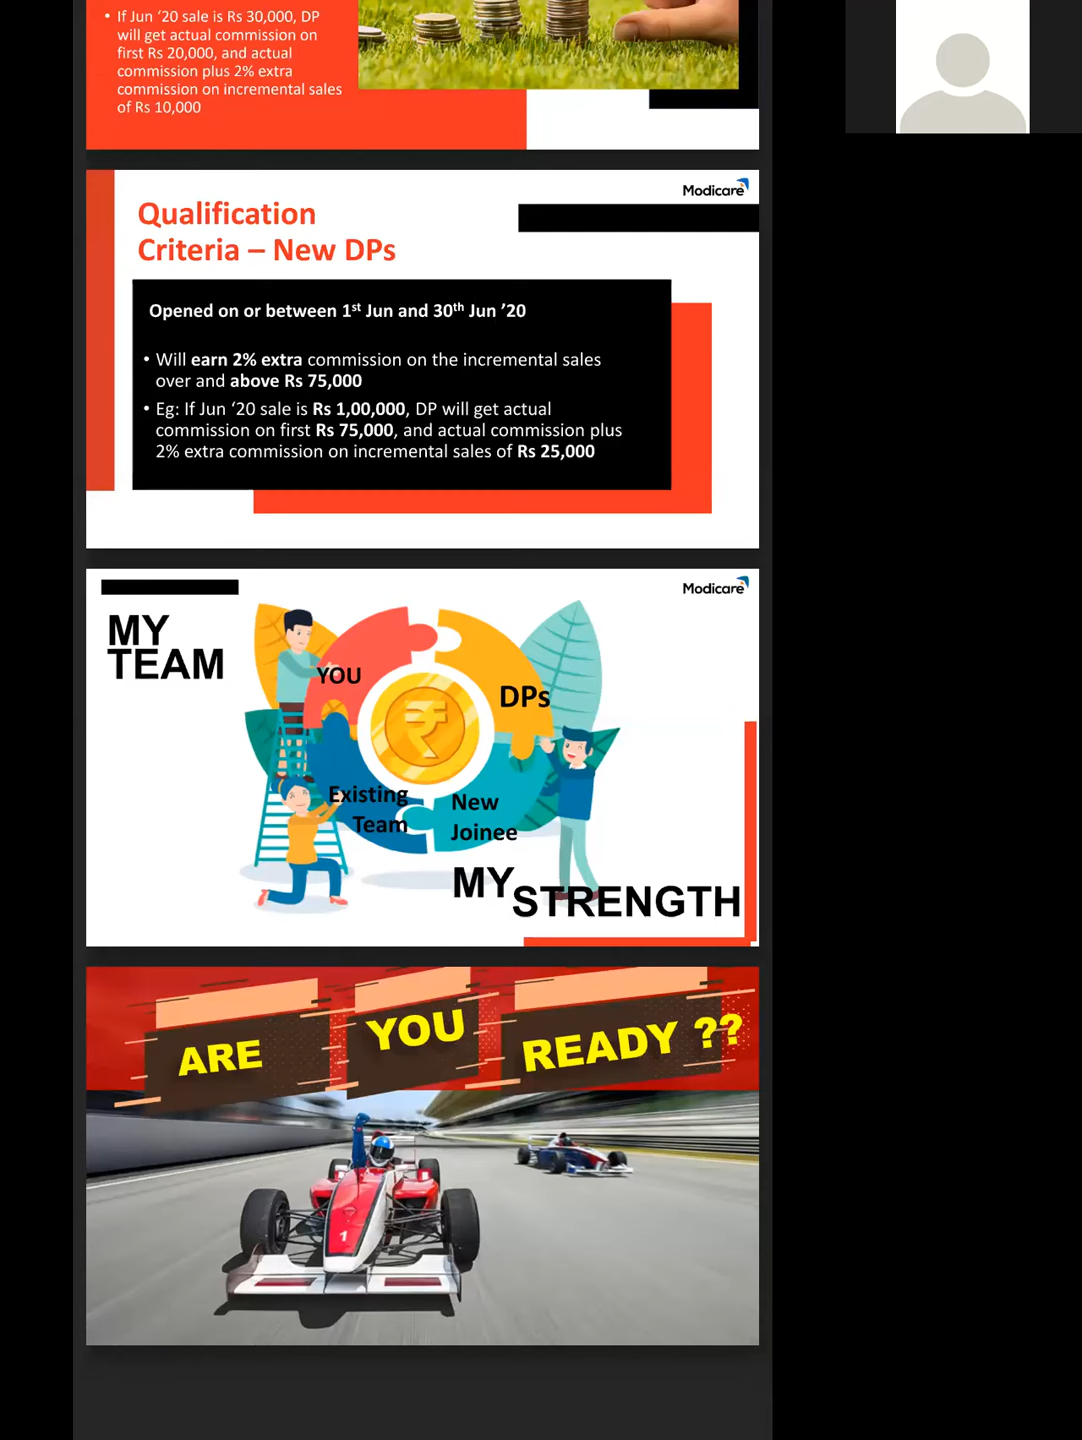 • If Jun ‘20 sale is Rs 30,000, DP
will get actual commission on
first Rs 20,000, and actual
commission plus 2% extra
commission on incremental sales
of Rs 10,000
Modicare
Qualification
Criteria – New DPs
Opened on or between 1st Jun and 30th Jun ’20
• Will earn 2% extra commission on the incremental sales
over and above Rs 75,000
• Eg: If Jun ‘20 sale is Rs 1,00,000, DP will get actual
commission on first Rs 75,000, and actual commission plus
2% extra commission on incremental sales of Rs 25,000
Modicare
MY
TEAM
YOU
DPs
₹
Existing
Team
New
Joinee
MY STRENGTH
ARE YOU READY ??
1